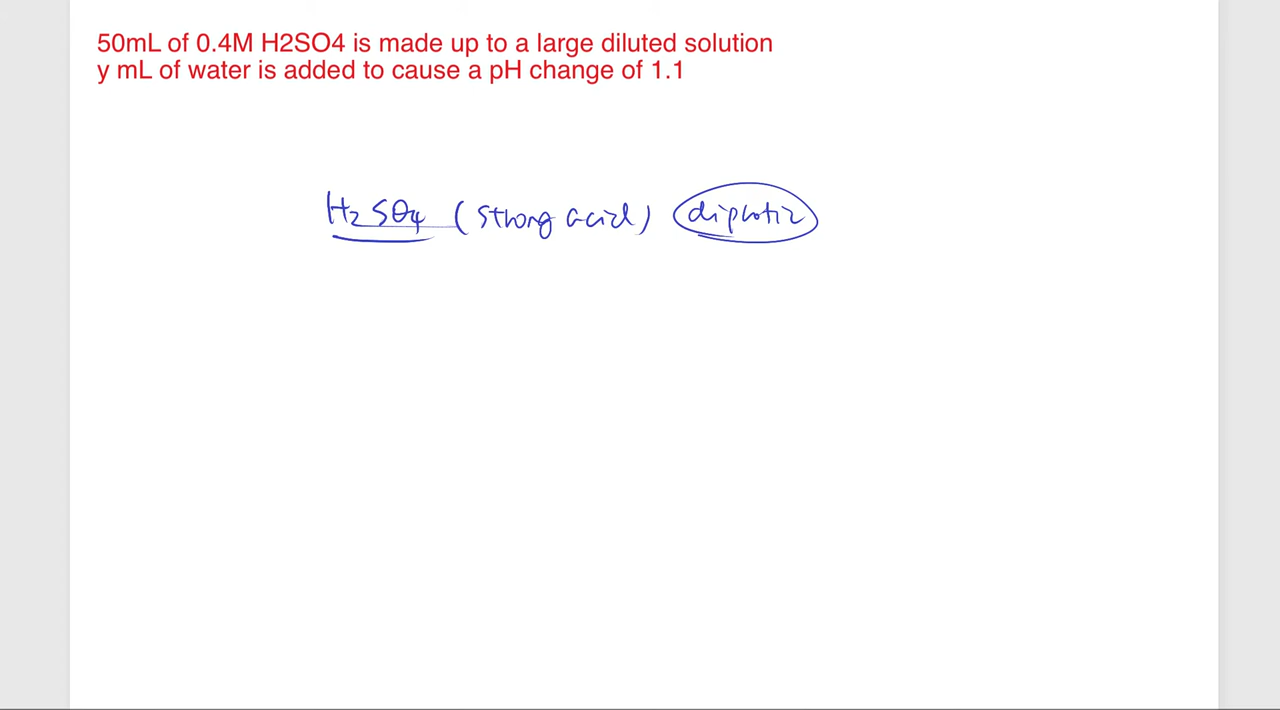 50mL of 0.4M H2SO4 is made up to a large diluted solution
y mL of water is added to cause a pH change of 1.1
H2SO4 (strong acid) diprotic